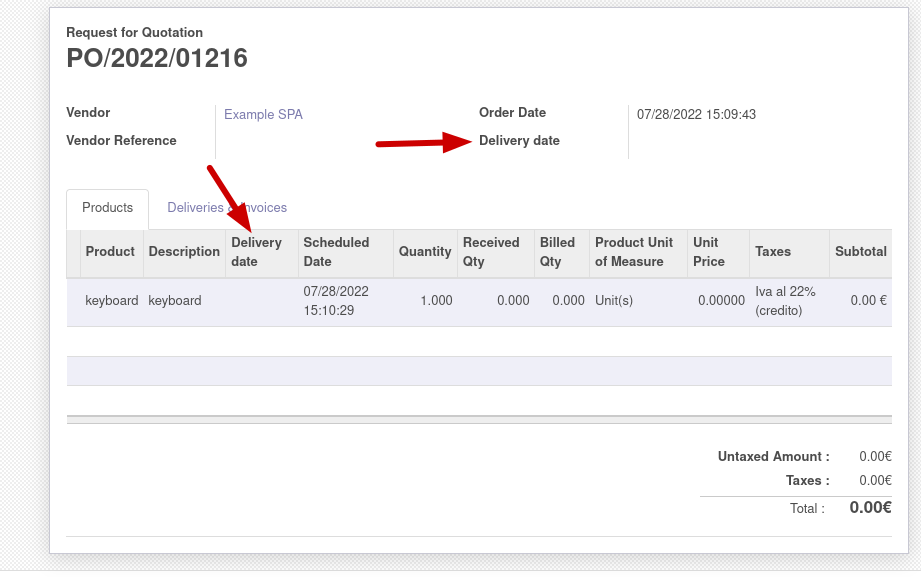 Request for Quotation
PO/2022/01216
Vendor
Example SPA
Order Date
07/28/2022 15:09:43
Vendor Reference
Delivery date
Products
Deliveries & Invoices
Product
Description
Delivery
date
Scheduled
Date
Quantity
Received
Qty
Billed
Qty
Product Unit
of Measure
Unit
Price
Taxes
Subtotal
keyboard
keyboard
07/28/2022
15:10:29
1.000
0.000
0.000
Unit(s)
0.00000
Iva al 22%
(credito)
0.00 €
Untaxed Amount :
0.00€
Taxes :
0.00€
Total :
0.00€